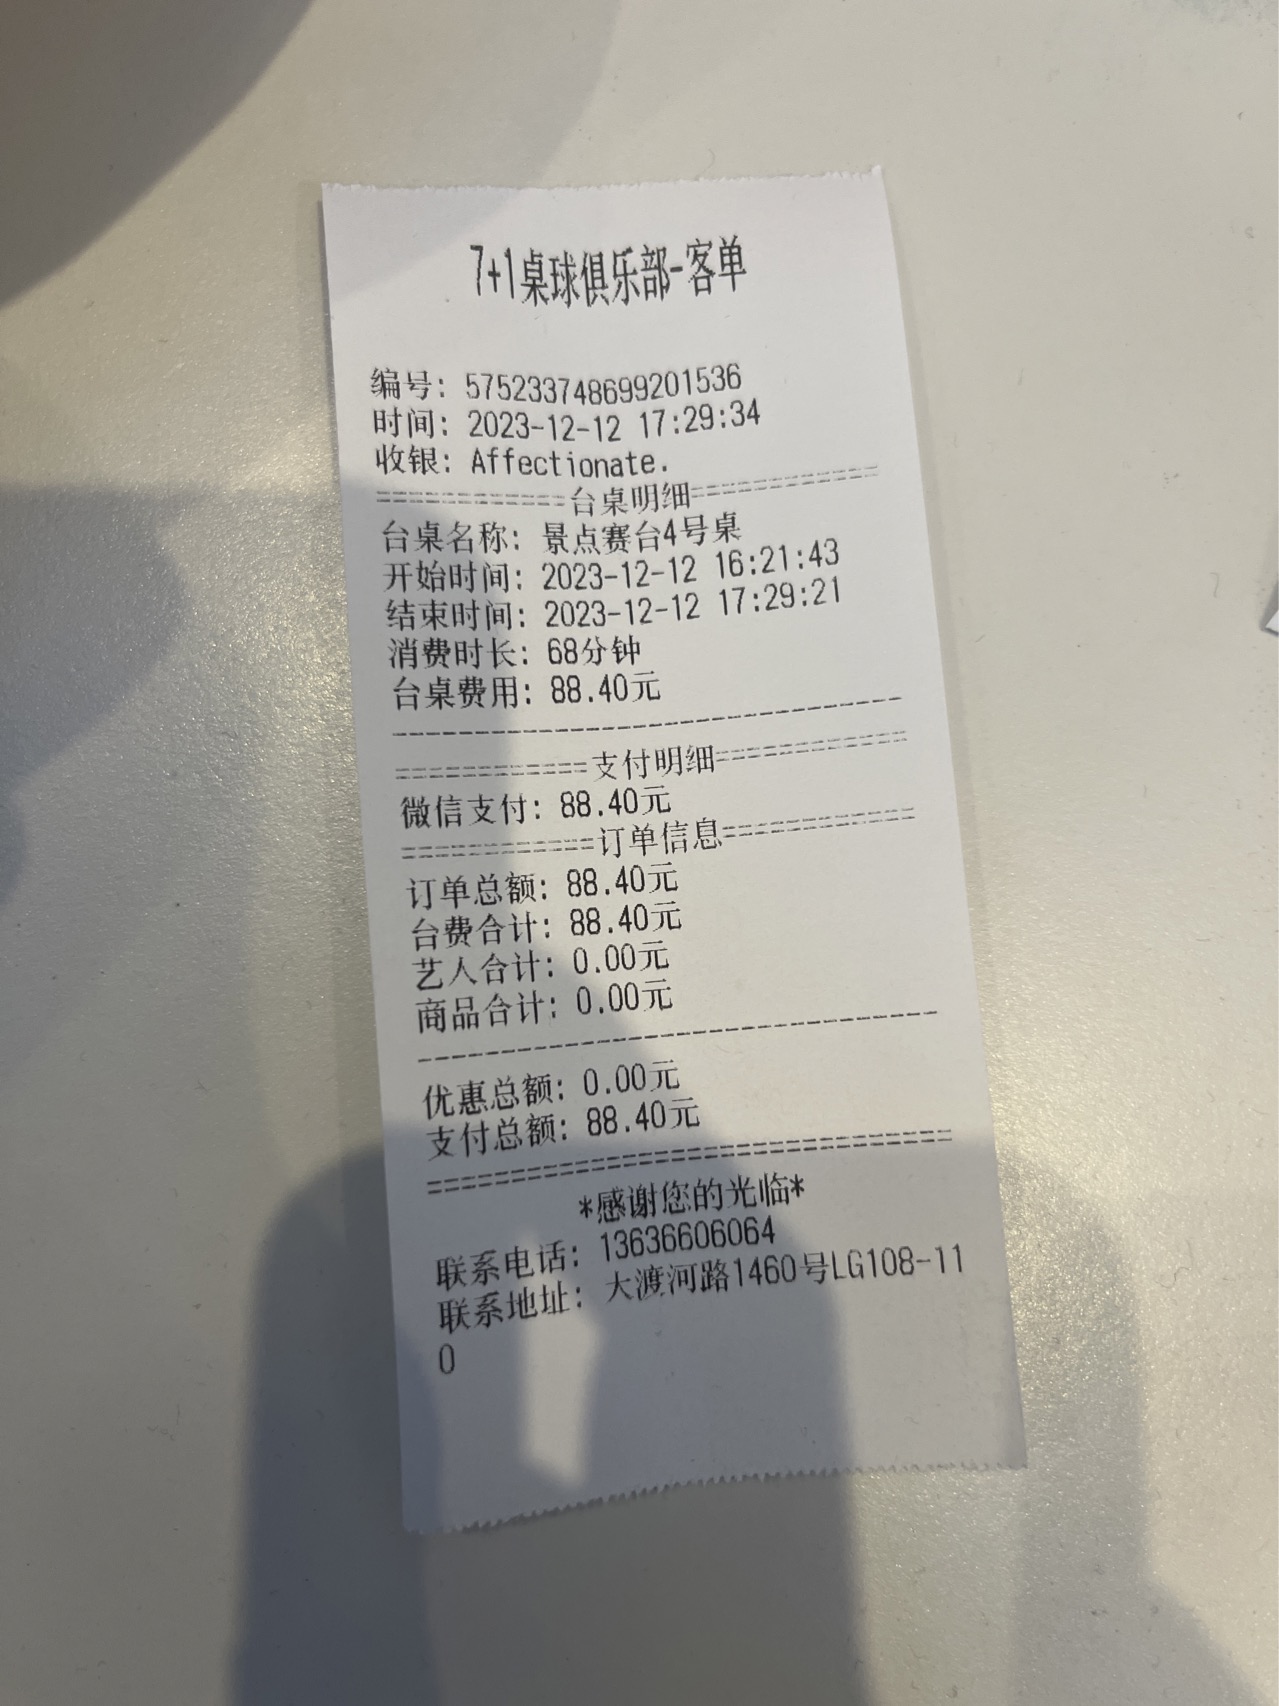 7+1桌球俱乐部-客单
编号: 575233748699201536
时间: 2023-12-12 17:29:34
收银: Affectionate.
============台桌明细============
台桌名称: 景点赛台4号桌
开始时间: 2023-12-12 16:21:43
结束时间: 2023-12-12 17:29:21
消费时长: 68分钟
台桌费用: 88.40元
--------------------------------
============支付明细============
微信支付: 88.40元
============订单信息============
订单总额: 88.40元
台费合计: 88.40元
艺人合计: 0.00元
商品合计: 0.00元
--------------------------------
优惠总额: 0.00元
支付总额: 88.40元
================================
*感谢您的光临*
联系电话: 13636606064
联系地址: 大渡河路1460号LG108-11
0